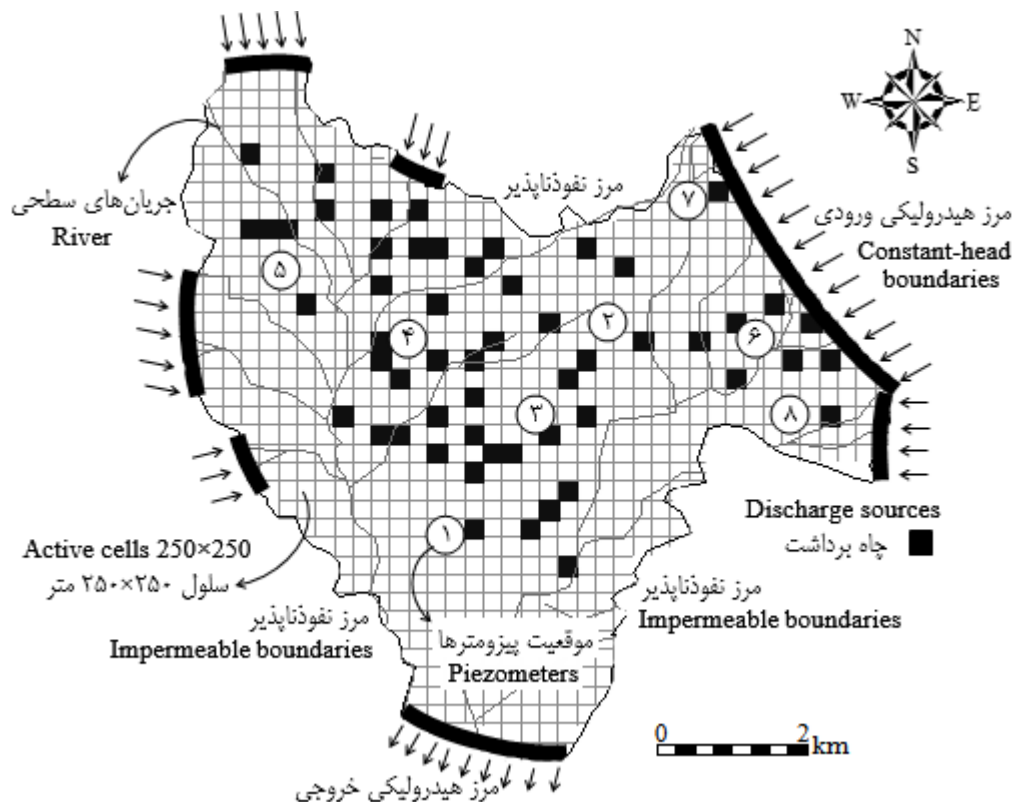 N
W
E
S
جریان‌های سطحی
River
مرز نفوذناپذیر
مرز هیدرولیکی ورودی
Constant-head
boundaries
۷
۵
۴
۲
۶
۳
۸
۱
Discharge sources
چاه برداشت
Active cells 250×250
سلول ۲۵۰×۲۵۰ متر
مرز نفوذناپذیر
Impermeable boundaries
مرز نفوذناپذیر
Impermeable boundaries
موقعیت پیزومترها
Piezometers
0
2
km
مرز هیدرولیکی خروجی